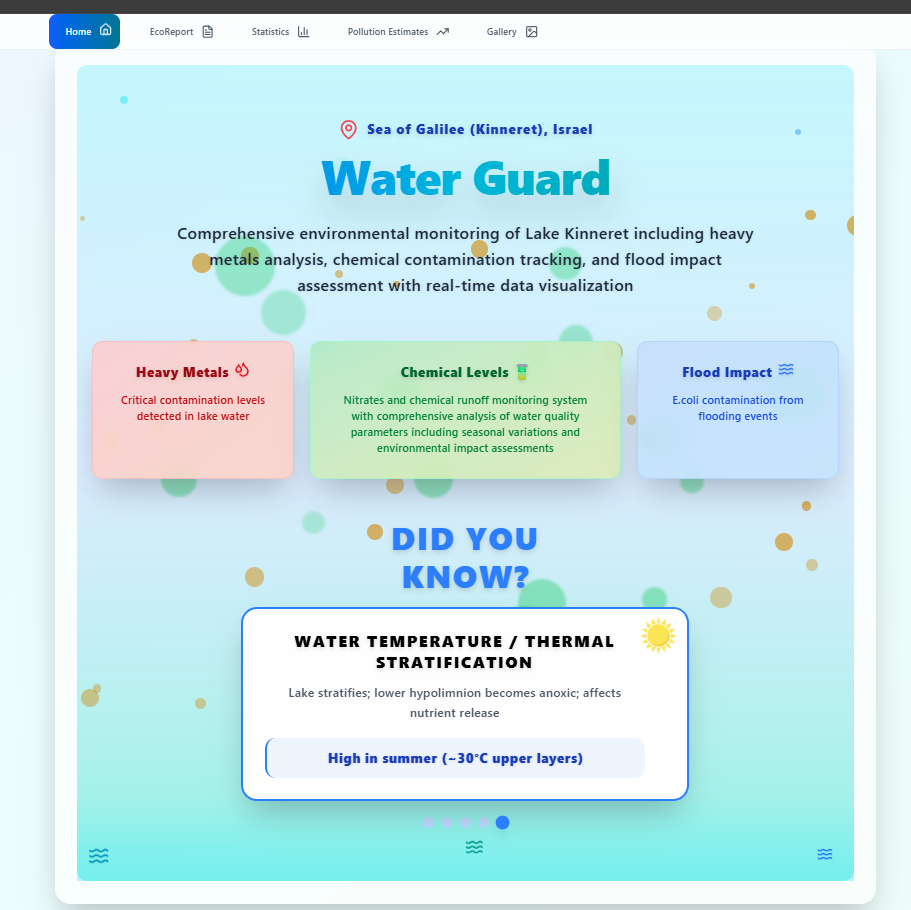 Home
EcoReport
Statistics
Pollution Estimates
Gallery
Sea of Galilee (Kinneret), Israel
Water Guard
Comprehensive environmental monitoring of Lake Kinneret including heavy
metals analysis, chemical contamination tracking, and flood impact
assessment with real-time data visualization
Heavy Metals
Critical contamination levels
detected in lake water
Chemical Levels
Nitrates and chemical runoff monitoring system
with comprehensive analysis of water quality
parameters including seasonal variations and
environmental impact assessments
Flood Impact
E.coli contamination from
flooding events
DID YOU
KNOW?
WATER TEMPERATURE / THERMAL
STRATIFICATION
Lake stratifies; lower hypolimnion becomes anoxic; affects
nutrient release
High in summer (~30°C upper layers)